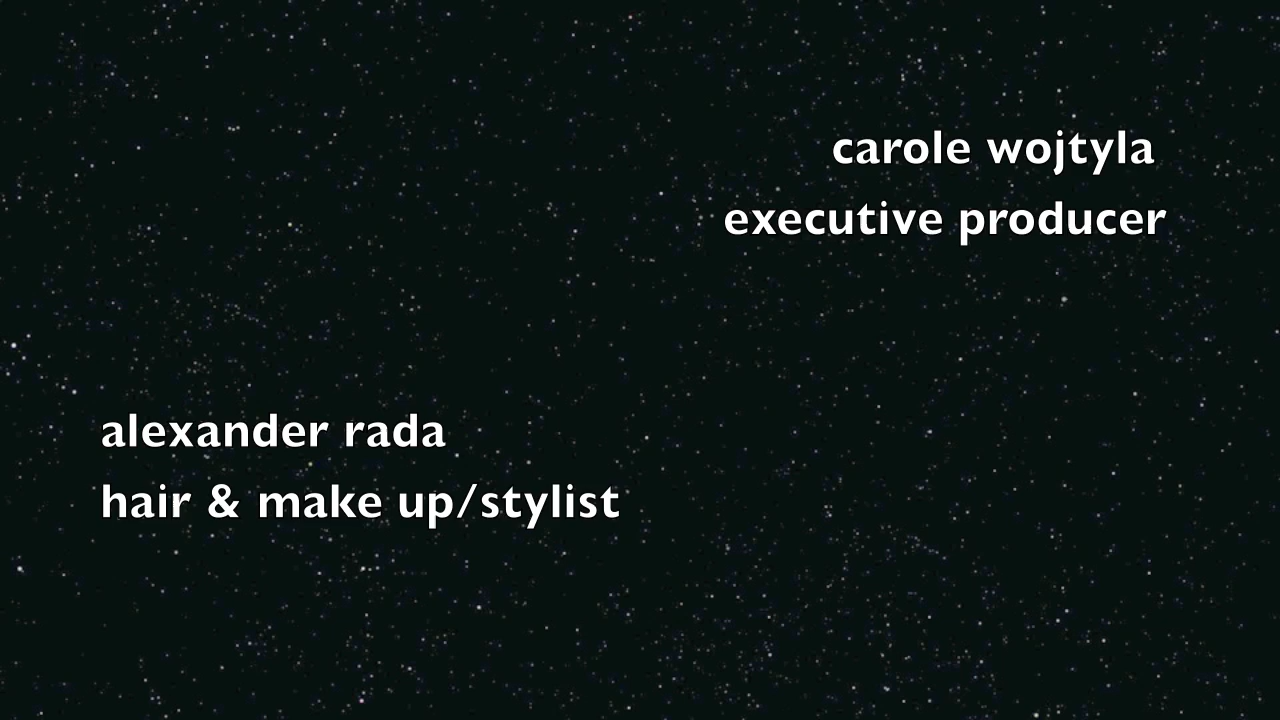 carole wojtyla
executive producer
alexander rada
hair & make up/stylist